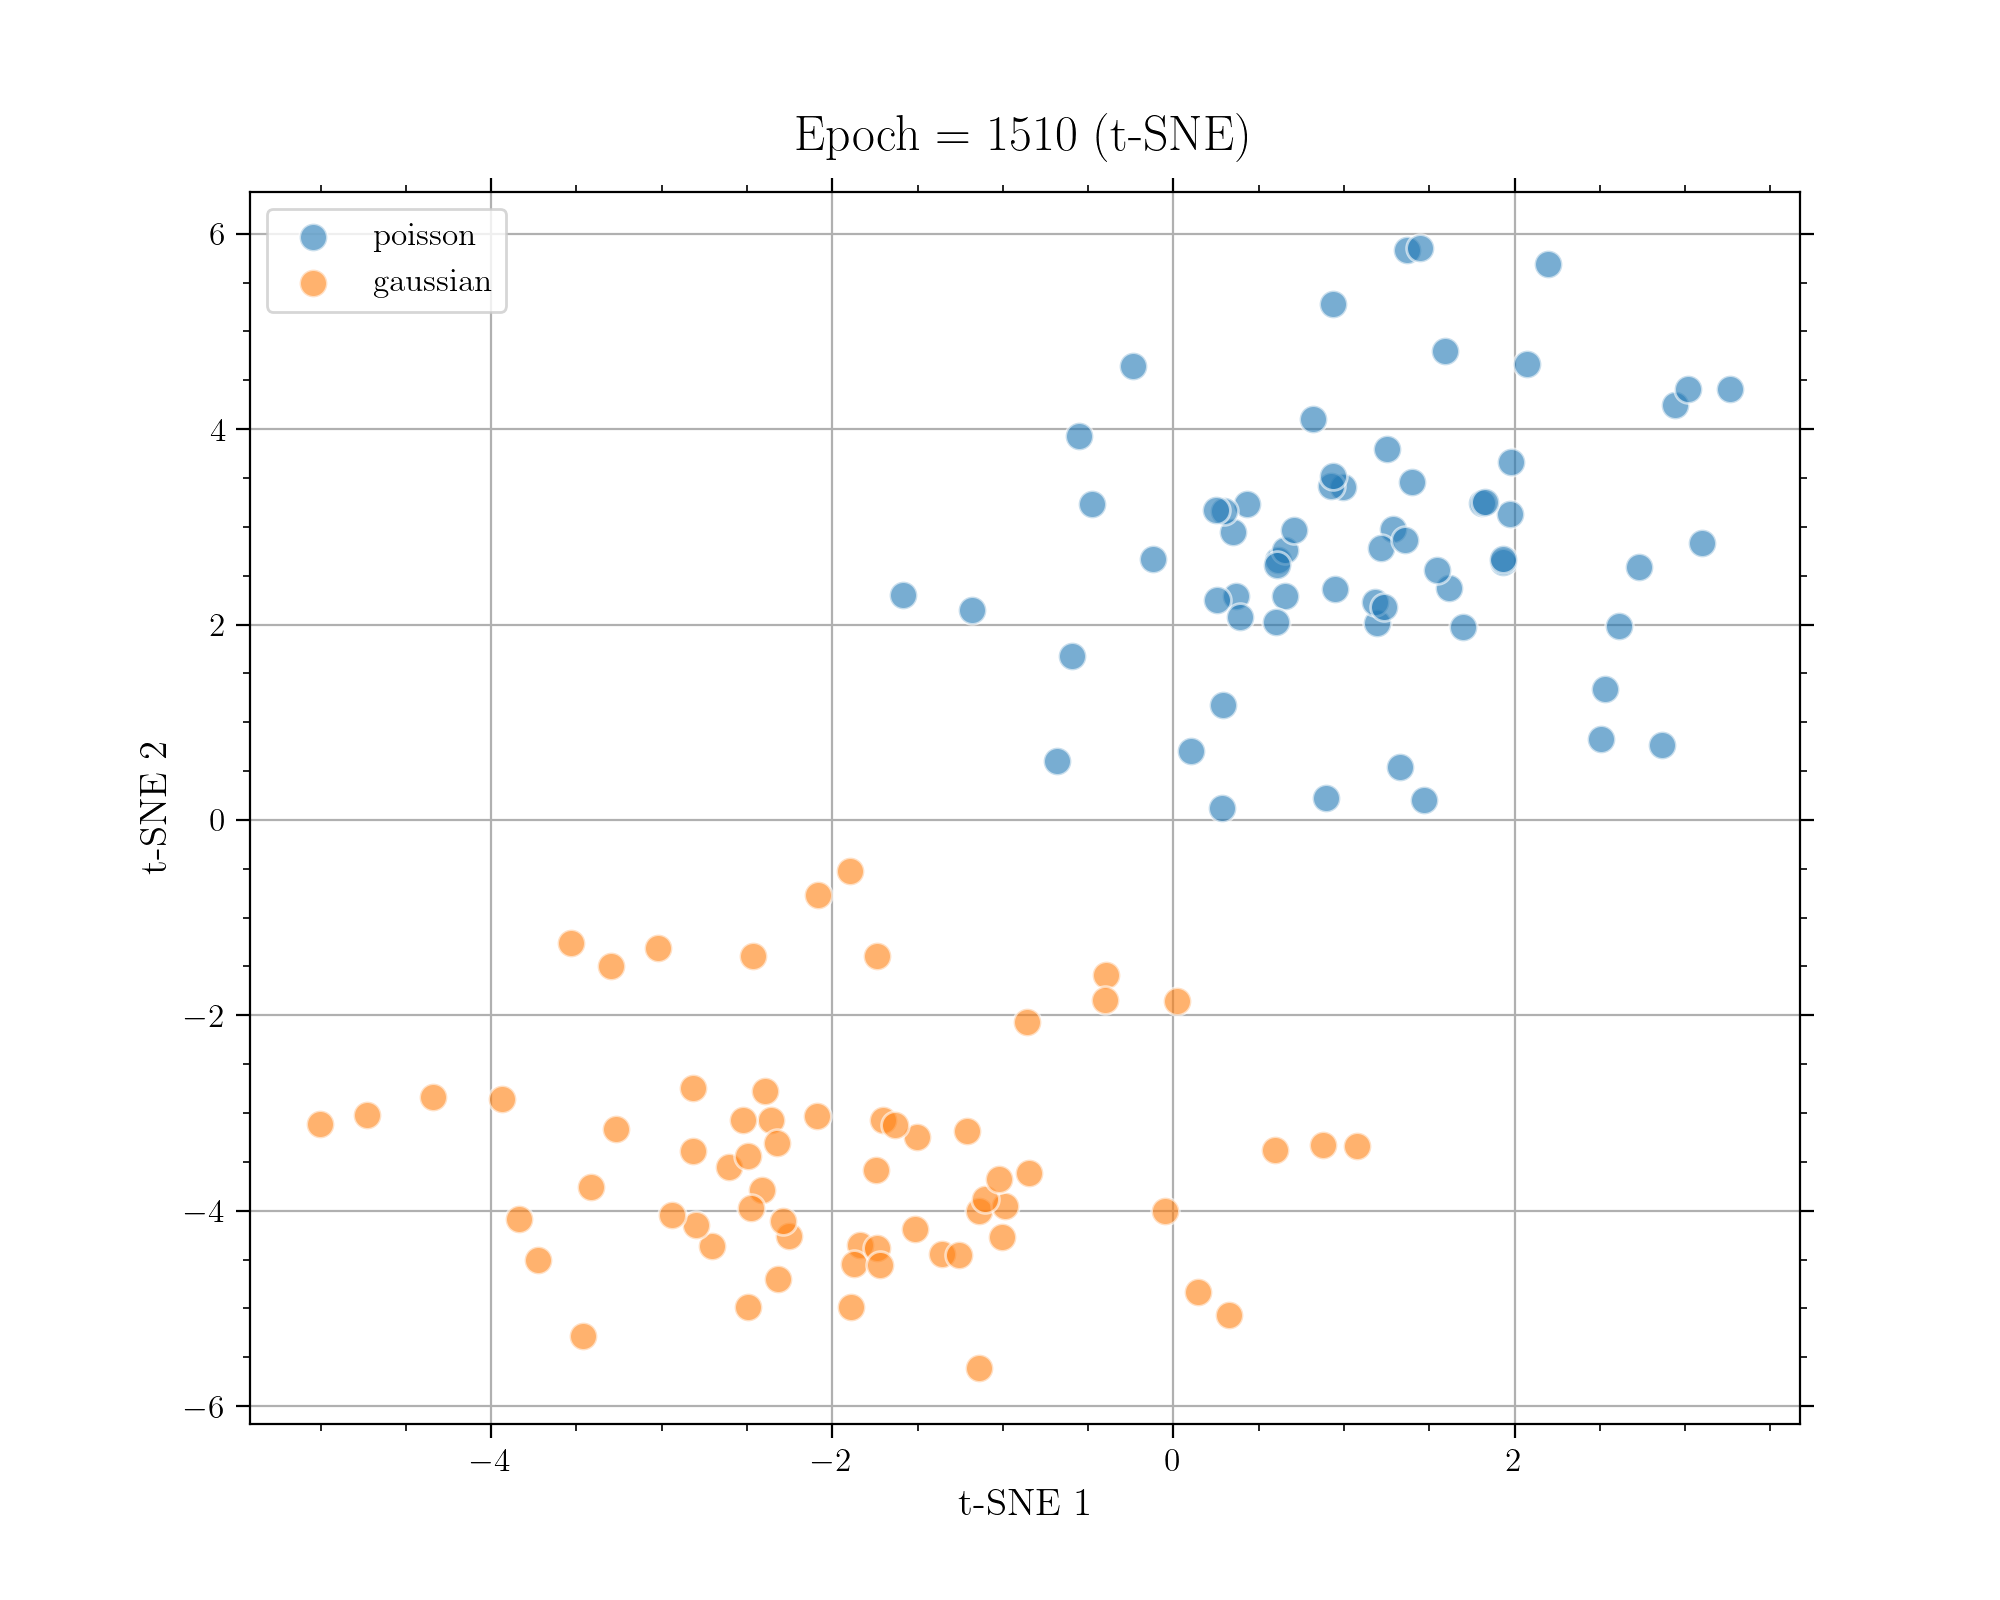 Epoch = 1510 (t-SNE)
poisson
gaussian
6
4
2
0
−2
−4
−6
t-SNE 2
−4
−2
0
2
t-SNE 1